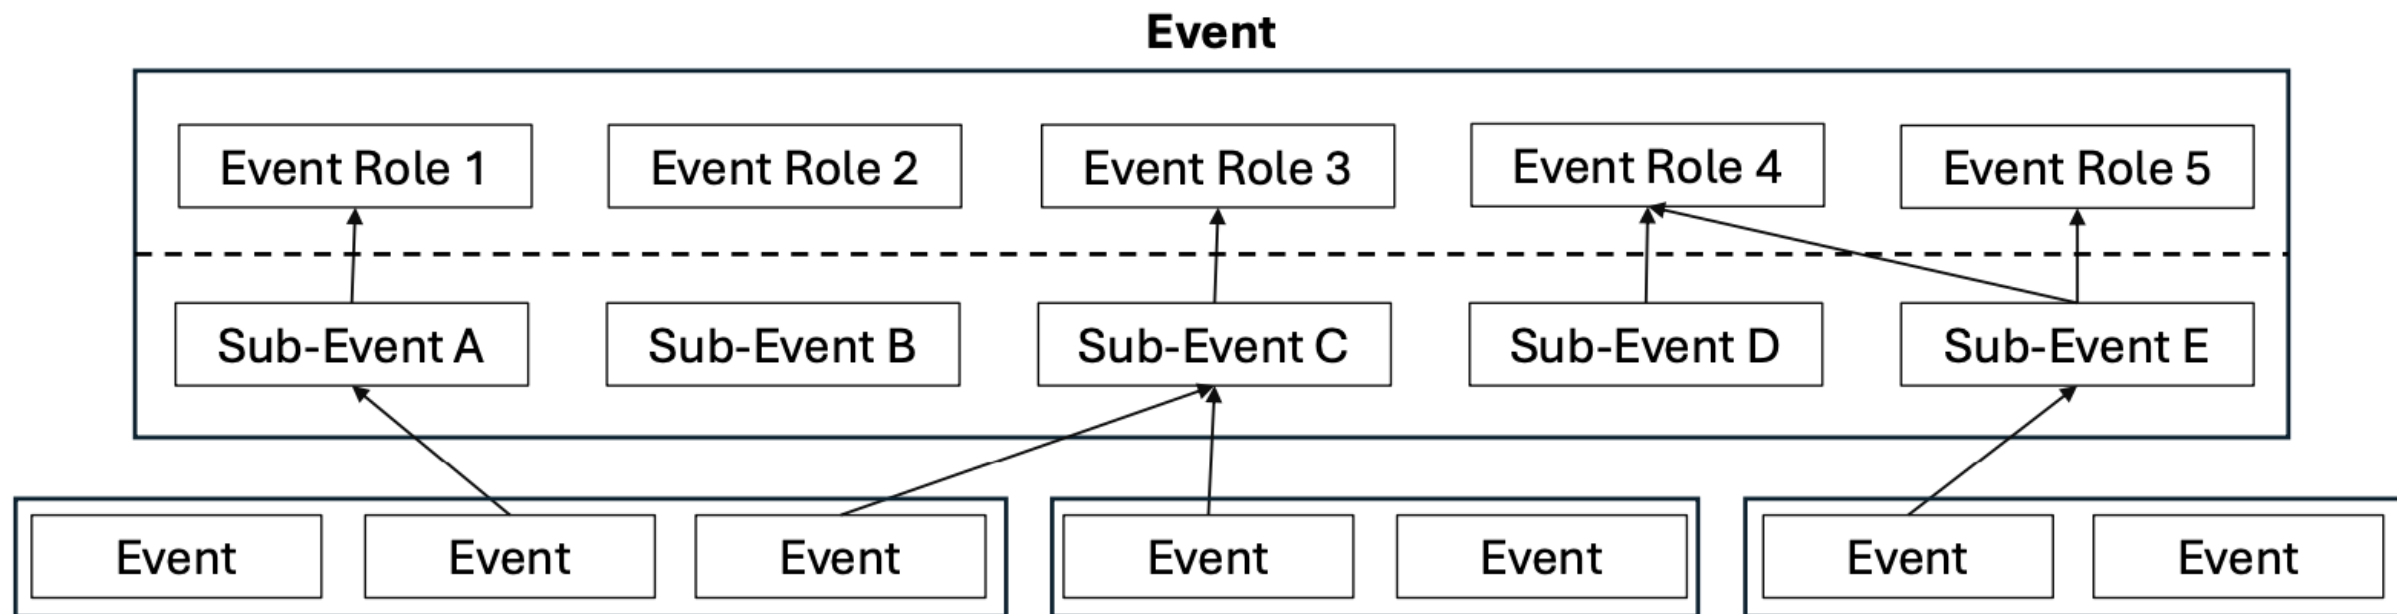 Event
Event Role 1
Event Role 2
Event Role 3
Event Role 4
Event Role 5
Sub-Event A
Sub-Event B
Sub-Event C
Sub-Event D
Sub-Event E
Event
Event
Event
Event
Event
Event
Event